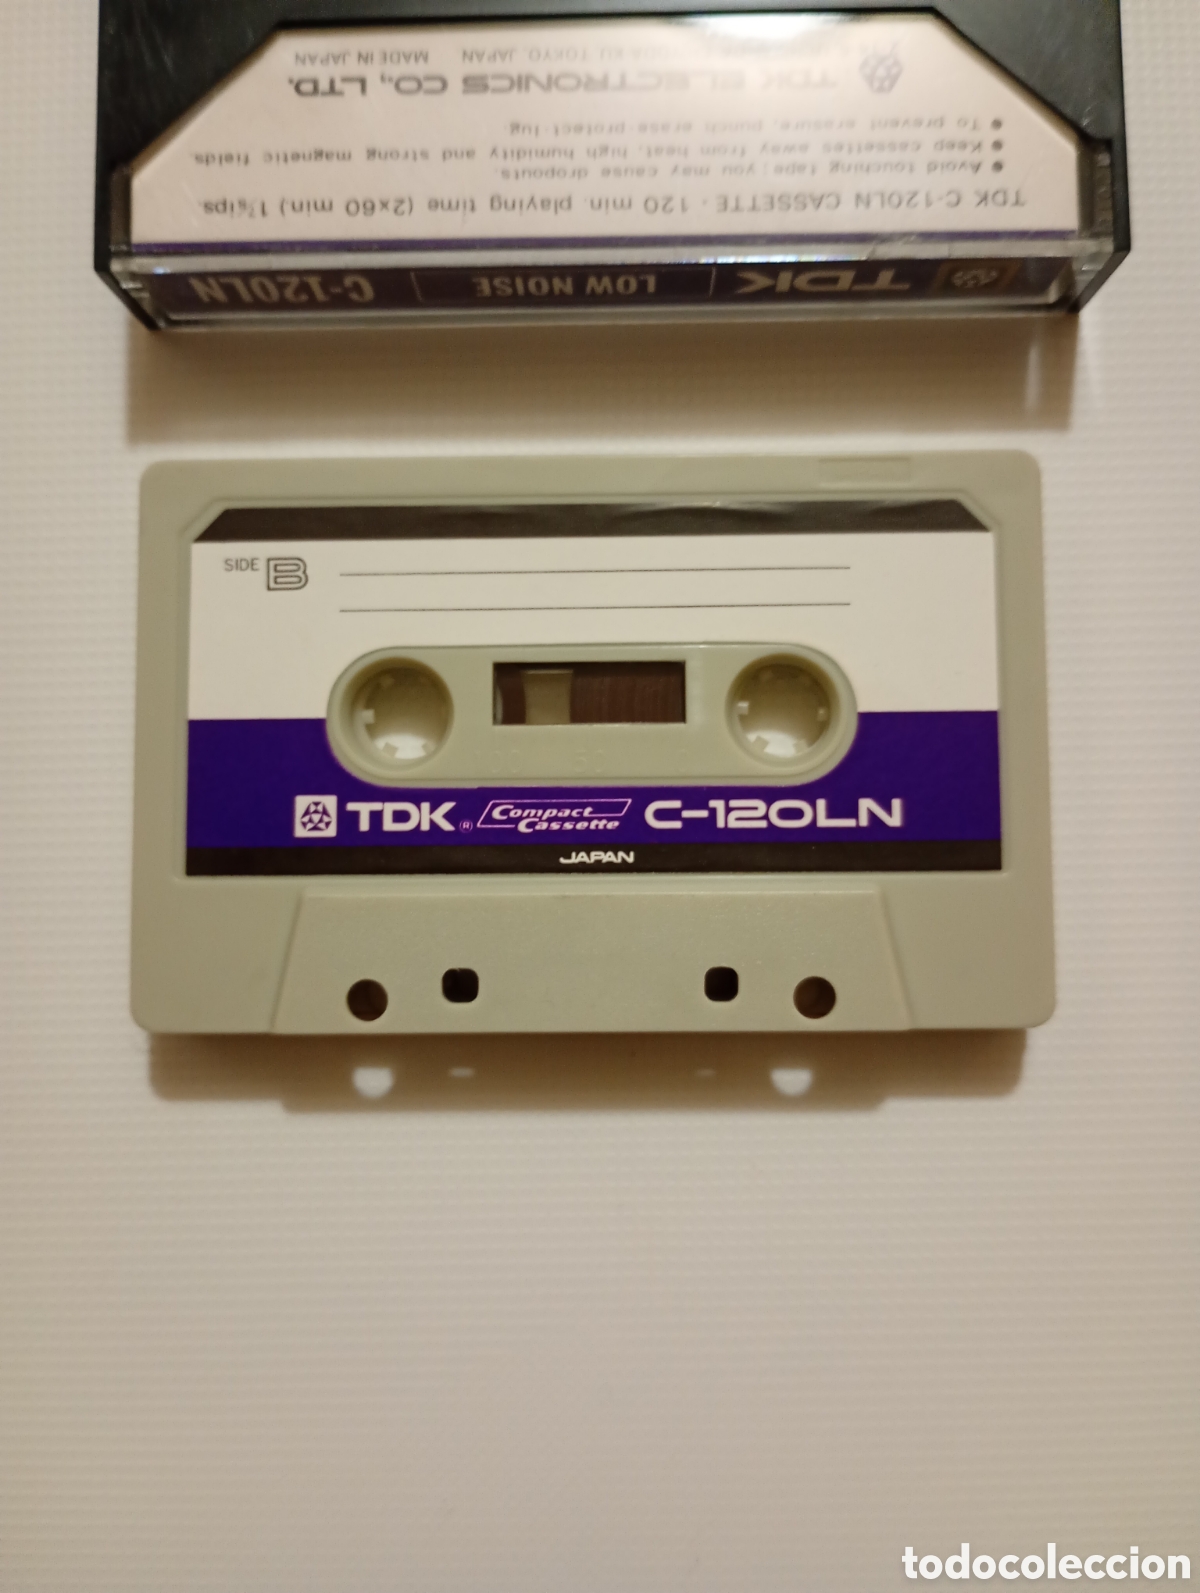 TDK C-120LN CASSETTE · 120 min. playing time (2×60 min.) 1⅞ips.
● Avoid touching tape; you may cause dropouts.
● Keep cassettes away from heat, high humidity and strong magnetic fields.
● To prevent erasure, punch erase-protect-lug
TDK ELECTRONICS CO., LTD.
TOKYO, JAPAN. MADE IN JAPAN
TDK LOW NOISE C-120LN
SIDE B
100 50
TDK ® Compact Cassette C-120LN
JAPAN
todocoleccion